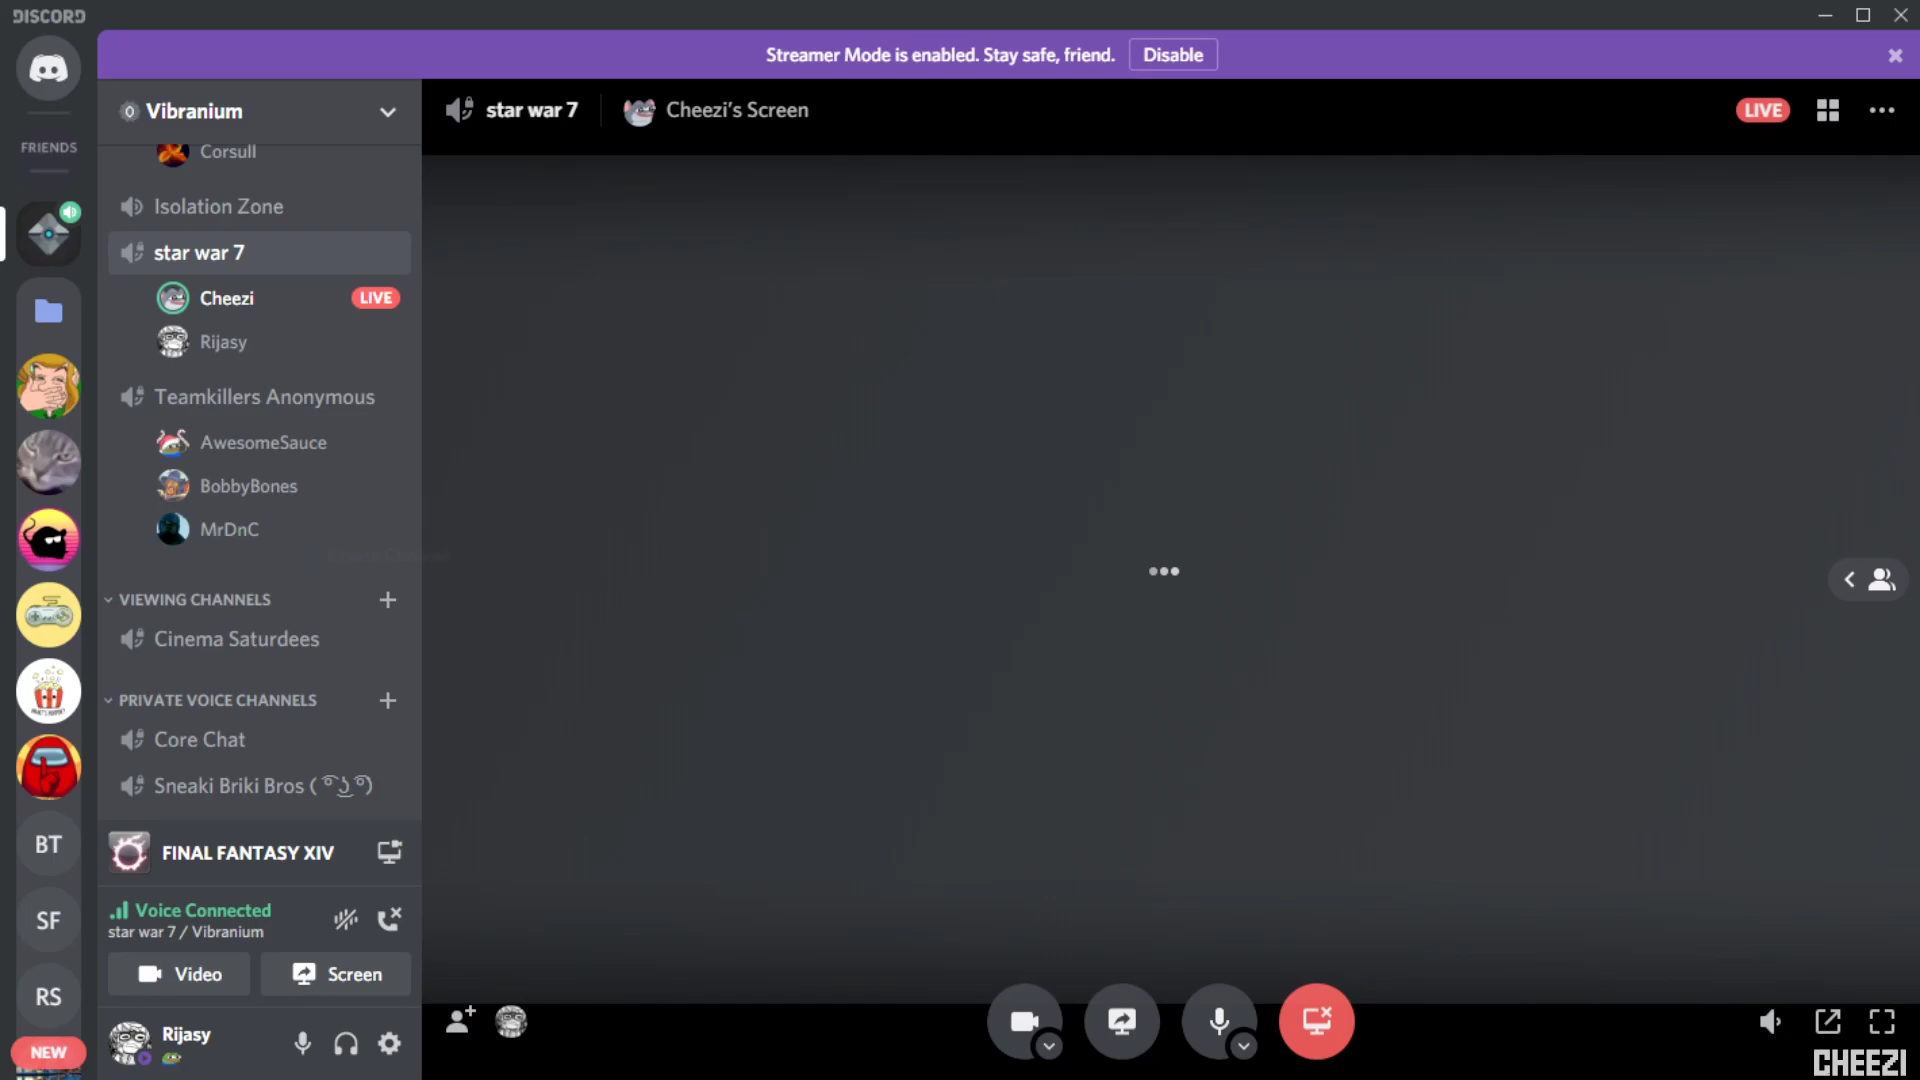 DISCORD
Streamer Mode is enabled. Stay safe, friend.
Disable
FRIENDS
BT
SF
RS
NEW
Vibranium
Corsull
Isolation Zone
star war 7
Cheezi
LIVE
Rijasy
Teamkillers Anonymous
AwesomeSauce
BobbyBones
MrDnC
VIEWING CHANNELS
Cinema Saturdees
PRIVATE VOICE CHANNELS
Core Chat
Sneaki Briki Bros ( ͡° ͜ʖ ͡°)
FINAL FANTASY XIV
Voice Connected
star war 7 / Vibranium
Video
Screen
Rijasy
star war 7
Cheezi's Screen
LIVE
CHEEZI